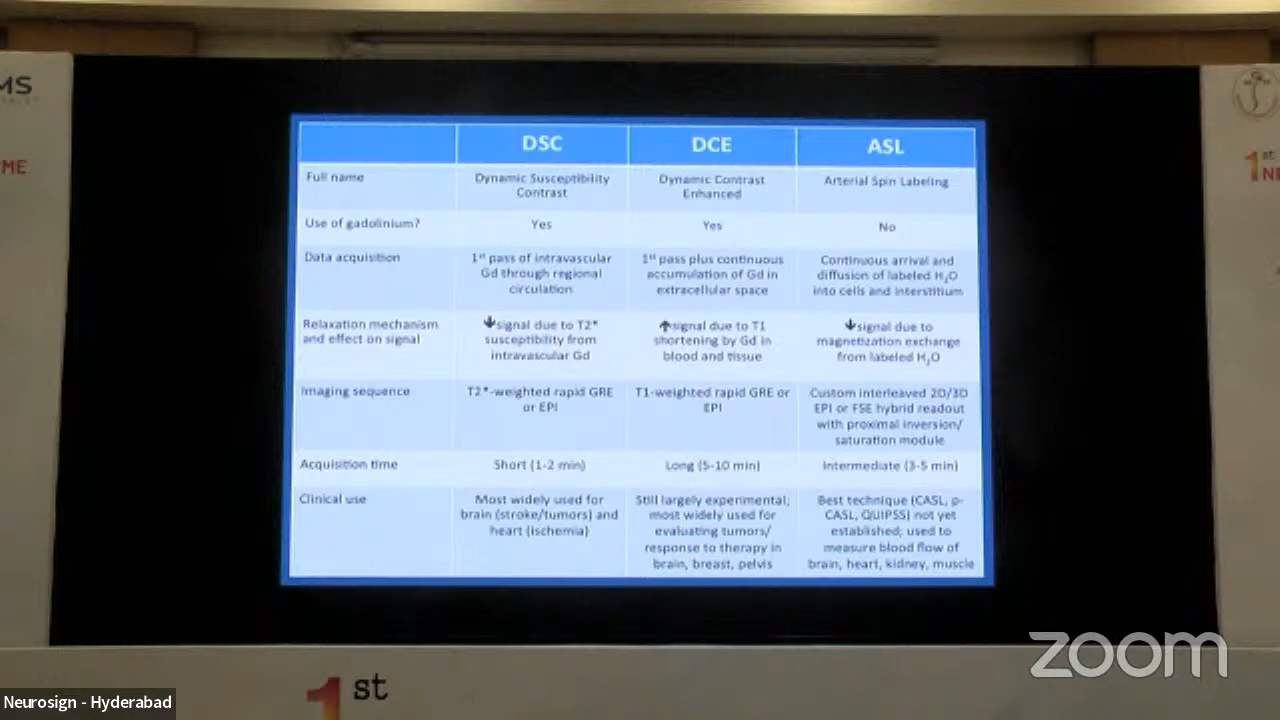 MS
ME
1st
DSC DCE ASL
Full name
Dynamic Susceptibility
Contrast
Dynamic Contrast
Enhanced
Arterial Spin Labeling
Use of gadolinium?
Yes
Yes
No
Data acquisition
1st pass of intravascular
Gd through regional
circulation
1st pass plus continuous
accumulation of Gd in
extracellular space
Continuous arrival and
diffusion of labeled H₂O
into cells and interstitium
Relaxation mechanism
and effect on signal
↓signal due to T2*
susceptibility from
intravascular Gd
↑signal due to T1
shortening by Gd in
blood and tissue
↓signal due to
magnetization exchange
from labeled H₂O
Imaging sequence
T2*-weighted rapid GRE
or EPI
T1-weighted rapid GRE or
EPI
Custom interleaved 2D/3D
EPI or FSE hybrid readout
with proximal inversion/
saturation module
Acquisition time
Short (1-2 min)
Long (5-10 min)
Intermediate (3-5 min)
Clinical use
Most widely used for
brain (stroke/tumors) and
heart (ischemia)
Still largely experimental;
most widely used for
evaluating tumors/
response to therapy in
brain, breast, pelvis
Best technique (CASL, p-
CASL, QUIPSS) not yet
established; used to
measure blood flow of
brain, heart, kidney, muscle
zoom
1st
Neurosign - Hyderabad